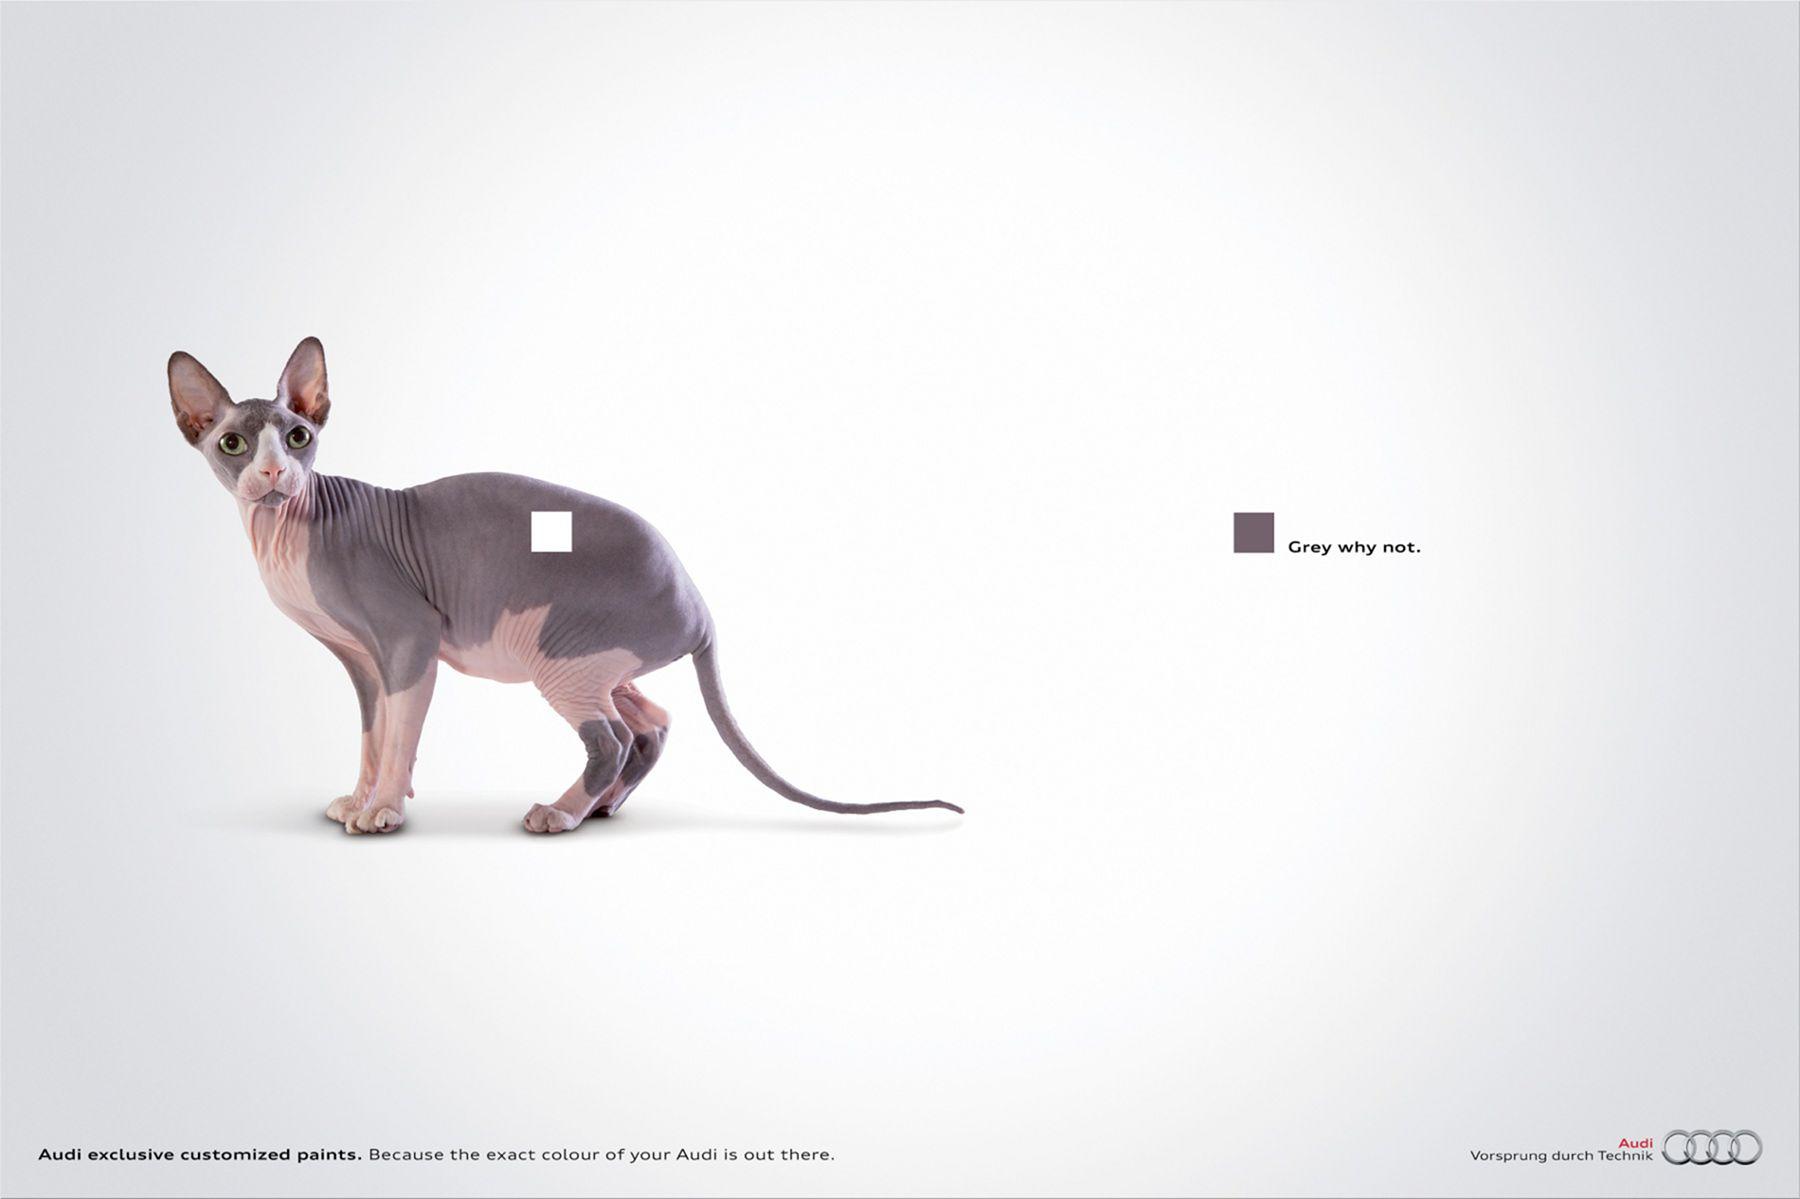 Grey why not.
Audi exclusive customized paints. Because the exact colour of your Audi is out there.
Audi
Vorsprung durch Technik